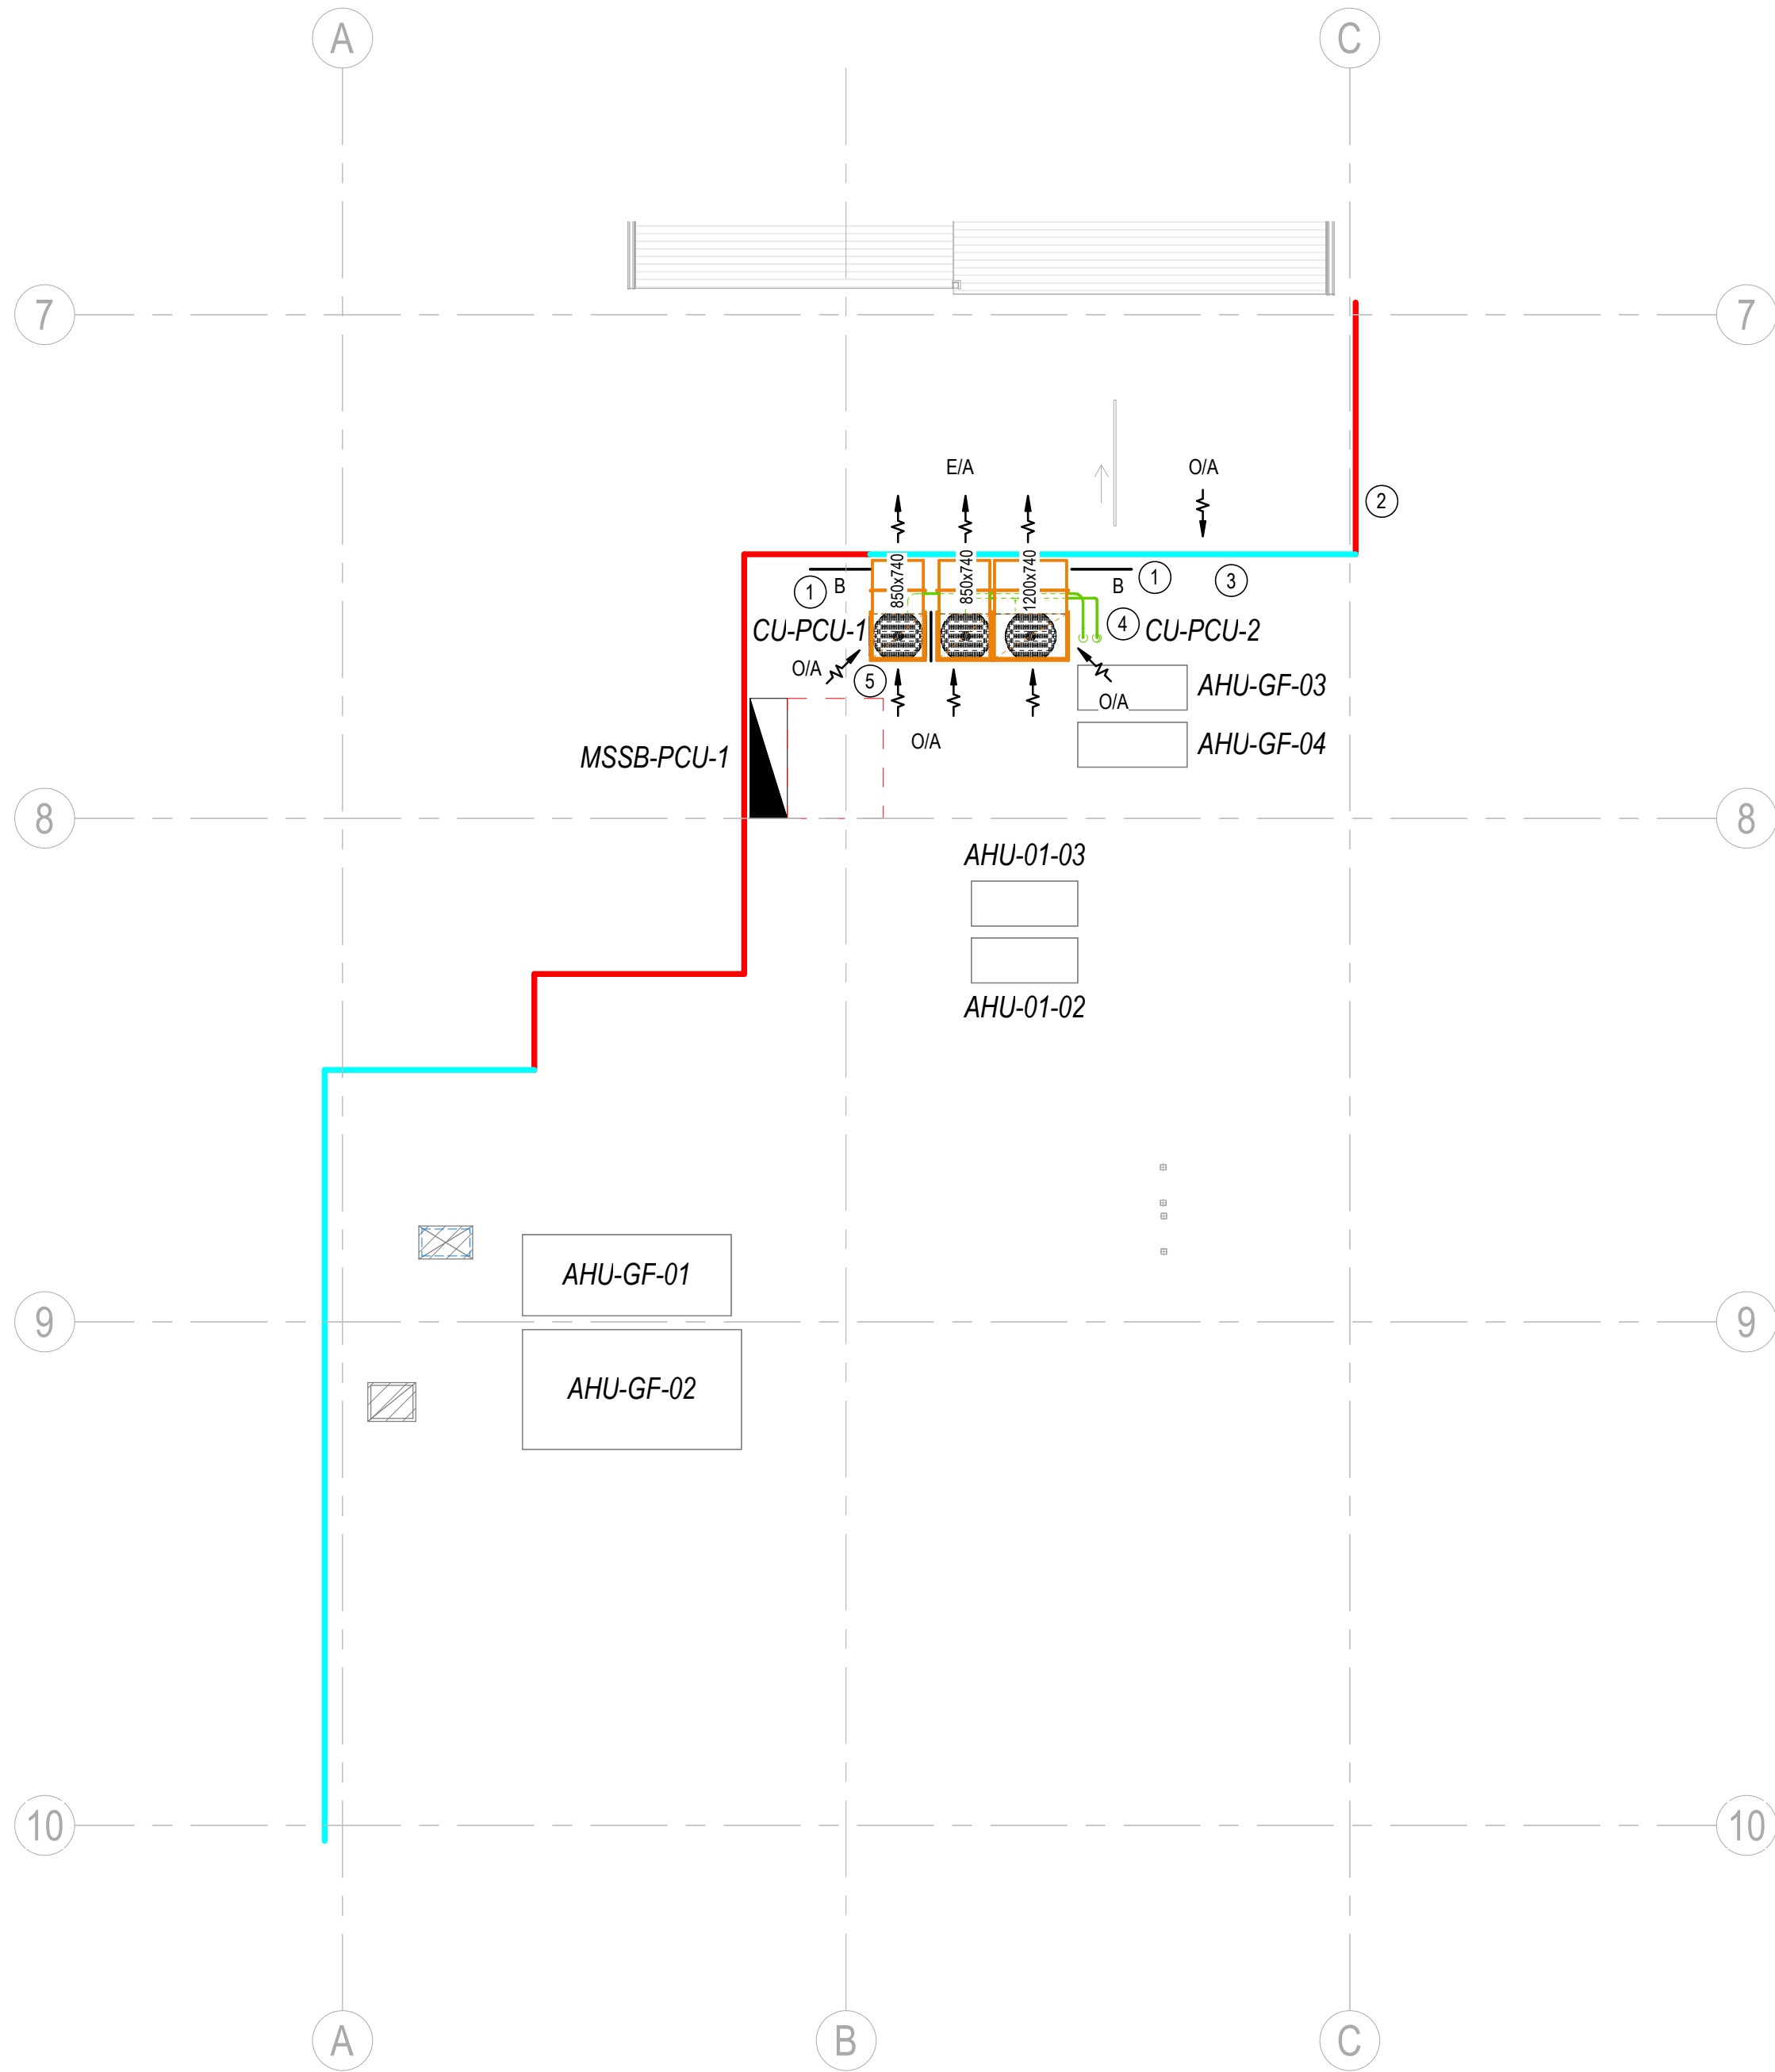 A
C
7
7
E/A
O/A
2
850x740
850x740
1200x740
1
B
B
1
3
CU-PCU-1
4
CU-PCU-2
O/A
5
AHU-GF-03
O/A
O/A
AHU-GF-04
MSSB-PCU-1
8
8
AHU-01-03
AHU-01-02
AHU-GF-01
9
9
AHU-GF-02
10
10
A
B
C